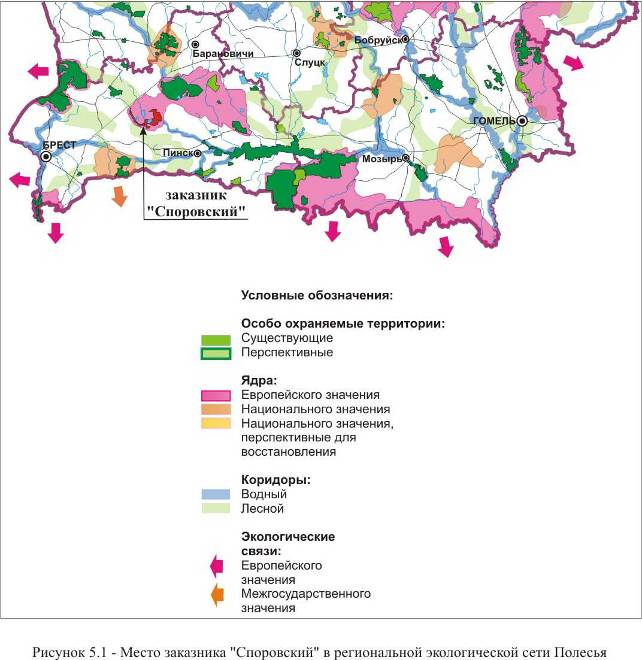 Барановичи
Слуцк
Бобруйск
ГОМЕЛЬ
БРЕСТ
Пинск
Мозырь
заказник
"Споровский"
Условные обозначения:
Особо охраняемые территории:
Существующие
Перспективные
Ядра:
Европейского значения
Национального значения
Национального значения,
перспективные для
восстановления
Коридоры:
Водный
Лесной
Экологические
связи:
Европейского
значения
Межгосударственного
значения
Рисунок 5.1 - Место заказника "Споровский" в региональной экологической сети Полесья